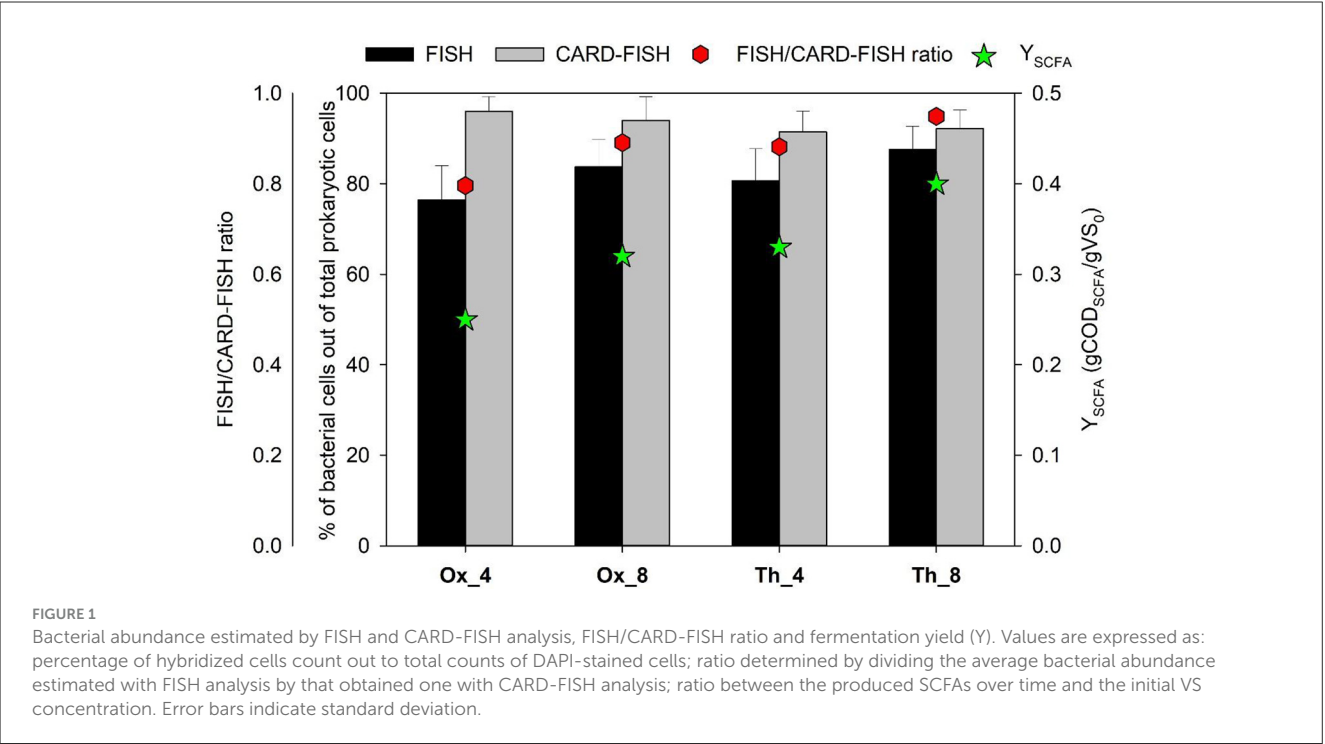 FISH CARD-FISH FISH/CARD-FISH ratio Y_SCFA
1.0 100 0.5
0.8 80 0.4
0.6 60 0.3
0.4 40 0.2
0.2 20 0.1
0.0 0 0.0
FISH/CARD-FISH ratio
% of bacterial cells out of total prokaryotic cells
Y_SCFA (gCOD_SCFA/gVS_0)
Ox_4 Ox_8 Th_4 Th_8
FIGURE 1
Bacterial abundance estimated by FISH and CARD-FISH analysis, FISH/CARD-FISH ratio and fermentation yield (Y). Values are expressed as:
percentage of hybridized cells count out to total counts of DAPI-stained cells; ratio determined by dividing the average bacterial abundance
estimated with FISH analysis by that obtained one with CARD-FISH analysis; ratio between the produced SCFAs over time and the initial VS
concentration. Error bars indicate standard deviation.